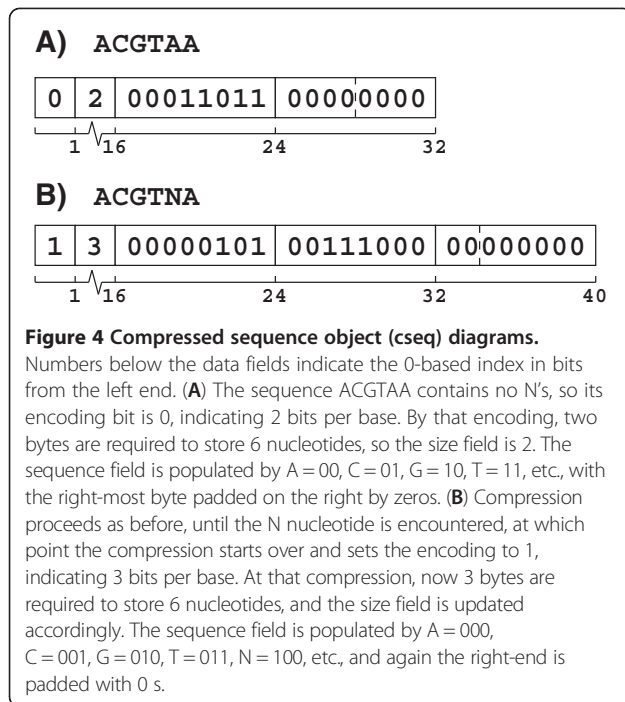 A) ACGTAA
0 2 00011011 00000000
1 16 24 32
B) ACGTNA
1 3 00000101 00111000 00000000
1 16 24 32 40
Figure 4 Compressed sequence object (cseq) diagrams.
Numbers below the data fields indicate the 0-based index in bits
from the left end. (A) The sequence ACGTAA contains no N's, so its
encoding bit is 0, indicating 2 bits per base. By that encoding, two
bytes are required to store 6 nucleotides, so the size field is 2. The
sequence field is populated by A = 00, C = 01, G = 10, T = 11, etc., with
the right-most byte padded on the right by zeros. (B) Compression
proceeds as before, until the N nucleotide is encountered, at which
point the compression starts over and sets the encoding to 1,
indicating 3 bits per base. At that compression, now 3 bytes are
required to store 6 nucleotides, and the size field is updated
accordingly. The sequence field is populated by A = 000,
C = 001, G = 010, T = 011, N = 100, etc., and again the right-end is
padded with 0 s.